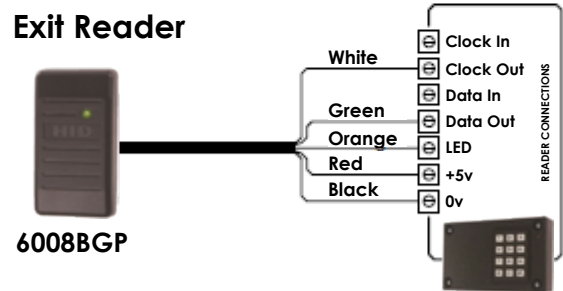 Exit Reader
HID
6008BGP
White
Green
Orange
Red
Black
Clock In
Clock Out
Data In
Data Out
LED
+5v
0v
READER CONNECTIONS